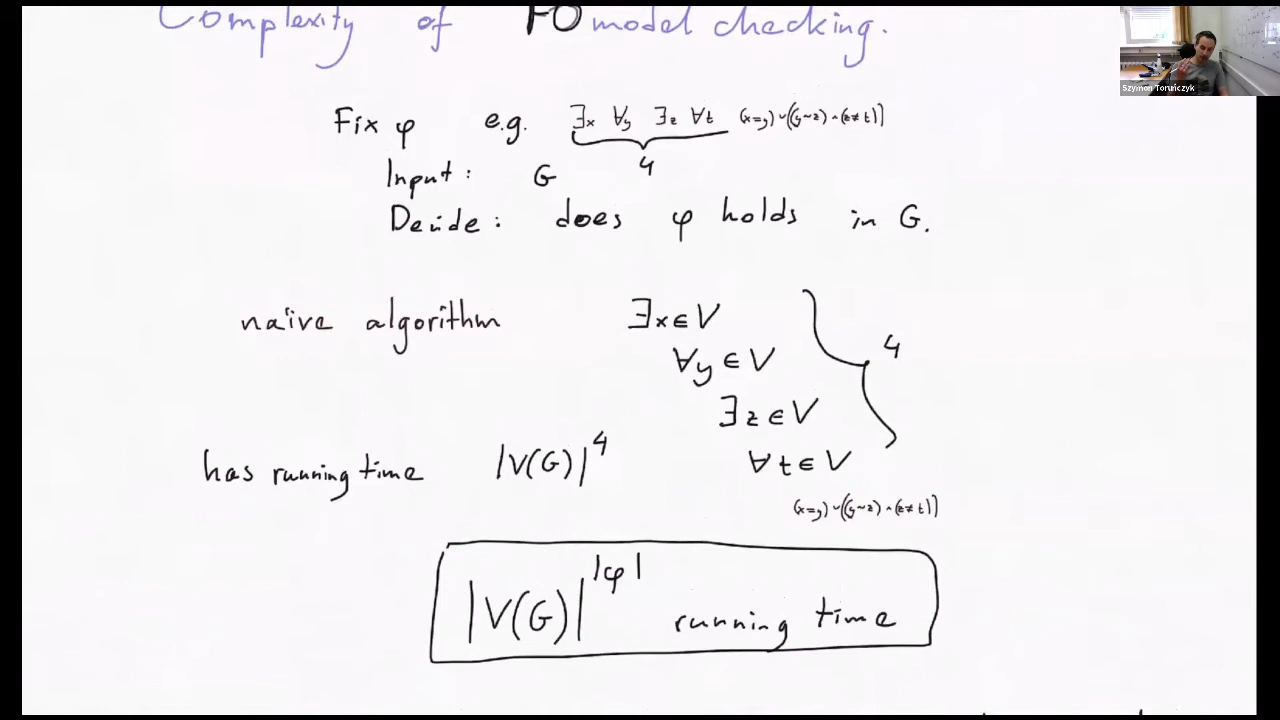 Complexity of FO model checking.
Szymon Toruńczyk
Fix φ e.g. ∃x ∀y ∃z ∀t (x=y) ∨ ((y~z) ∧ (z≠t))
4
Input: G
Decide: does φ holds in G.
naïve algorithm ∃x∈V
∀y∈V
4
∃z∈V
has running time |V(G)|^4 ∀t∈V
(x=y) ∨ ((y~z) ∧ (z≠t))
|V(G)|^|φ| running time